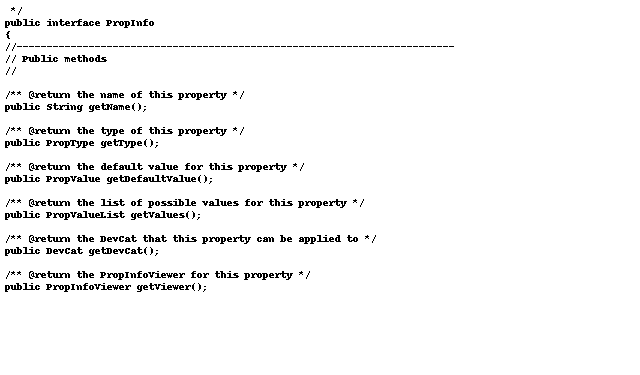 */
public interface PropInfo
{
//-------------------------------------------------------------------------
// Public methods
//
/** @return the name of this property */
public String getName();
/** @return the type of this property */
public PropType getType();
/** @return the default value for this property */
public PropValue getDefaultValue();
/** @return the list of possible values for this property */
public PropValueList getValues();
/** @return the DevCat that this property can be applied to */
public DevCat getDevCat();
/** @return the PropInfoViewer for this property */
public PropInfoViewer getViewer();